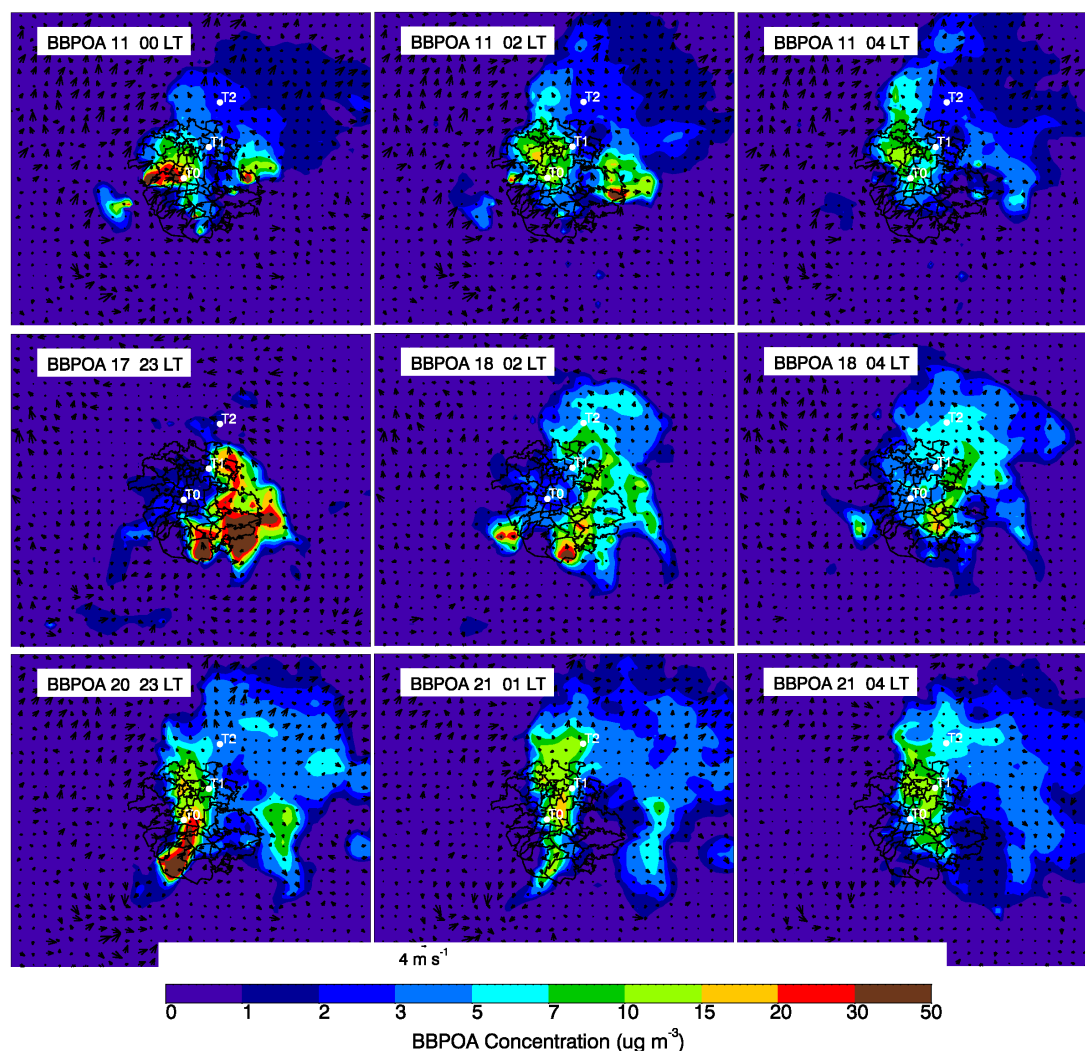 BBPOA 11 00 LT
T2
T1
T0
BBPOA 11 02 LT
T2
T1
T0
BBPOA 11 04 LT
T2
T1
T0
BBPOA 17 23 LT
T2
T1
T0
BBPOA 18 02 LT
T2
T1
T0
BBPOA 18 04 LT
T2
T1
T0
BBPOA 20 23 LT
T2
T1
T0
BBPOA 21 01 LT
T2
T1
T0
BBPOA 21 04 LT
T2
T1
T0
4 m s⁻¹
0 1 2 3 5 7 10 15 20 30 50
BBPOA Concentration (ug m⁻³)